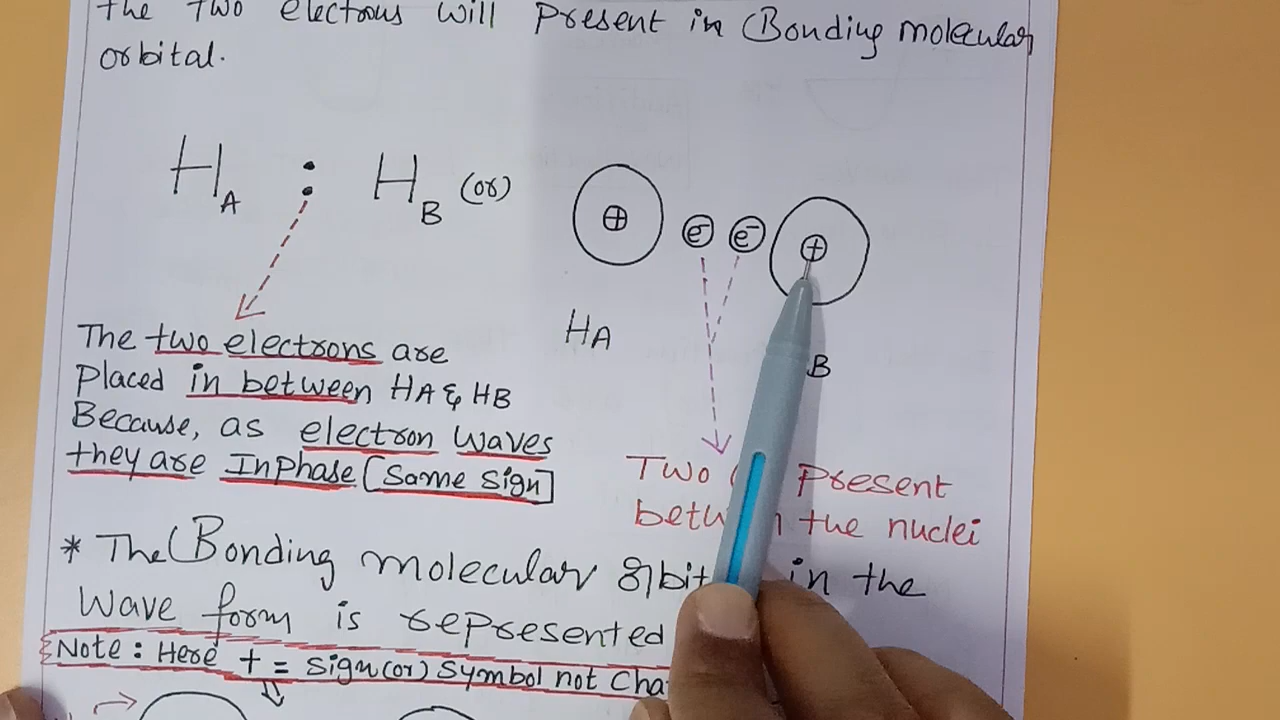 the two electrons will present in Bonding molecular
orbital.
HA : HB (or)
+ e- e- +
HA
B
The two electrons are
placed in between HA & HB
Because, as electron waves
they are Inphase [Same Sign]
Two present
between the nuclei
* The Bonding molecular in the
wave form is represented
Note: Here + = sign (or) symbol not